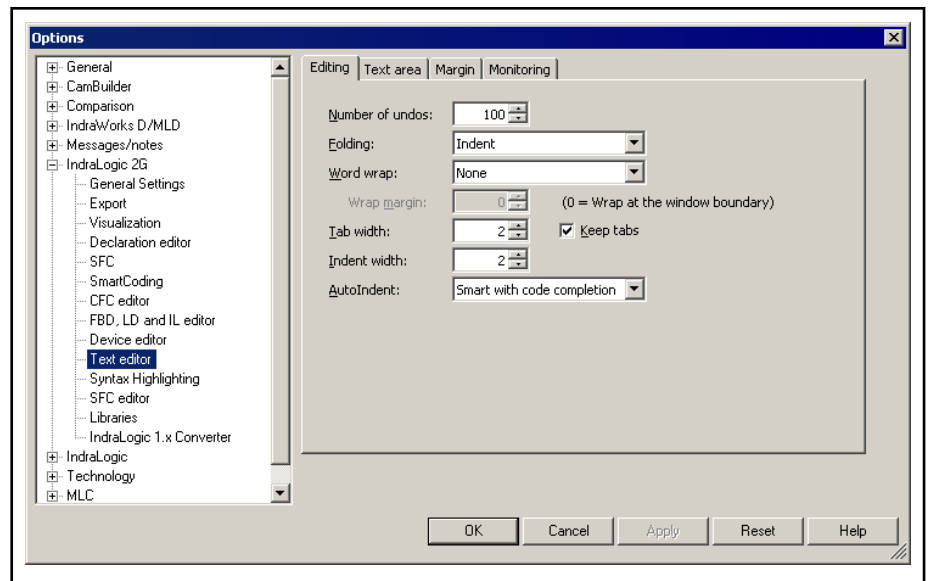 Options
General
CamBuilder
Comparison
IndraWorks D/MLD
Messages/notes
IndraLogic 2G
General Settings
Export
Visualization
Declaration editor
SFC
SmartCoding
CFC editor
FBD, LD and IL editor
Device editor
Text editor
Syntax Highlighting
SFC editor
Libraries
IndraLogic 1.x Converter
IndraLogic
Technology
MLC
Editing Text area Margin Monitoring
Number of undos: 100
Folding: Indent
Word wrap: None
Wrap margin: 0 (0 = Wrap at the window boundary)
Tab width: 2 Keep tabs
Indent width: 2
AutoIndent: Smart with code completion
OK Cancel Apply Reset Help